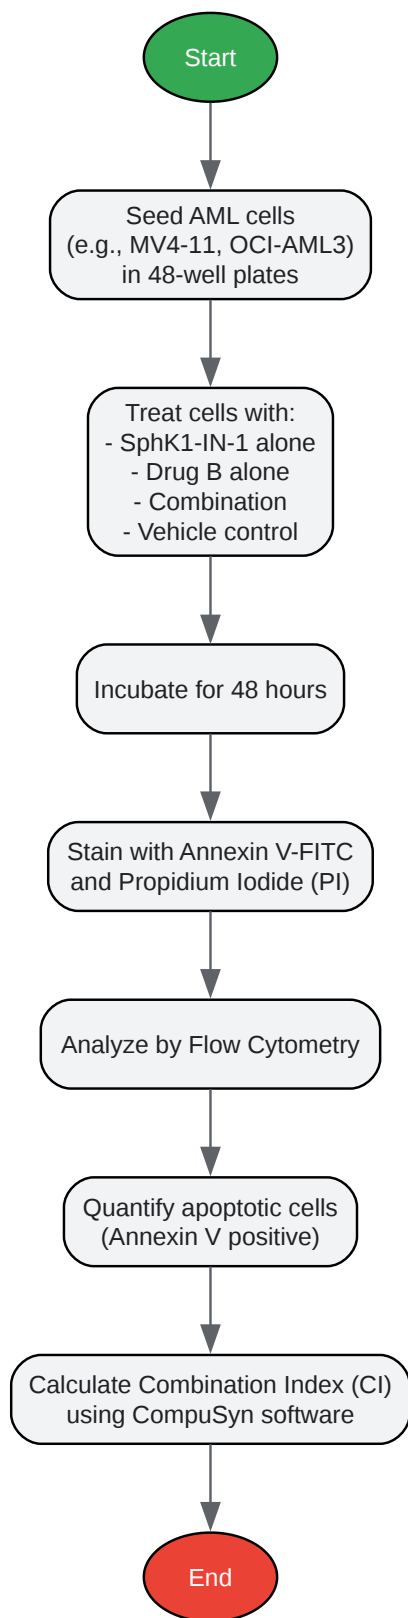 Start
Seed AML cells
(e.g., MV4-11, OCI-AML3)
in 48-well plates
Treat cells with:
- SphK1-IN-1 alone
- Drug B alone
- Combination
- Vehicle control
Incubate for 48 hours
Stain with Annexin V-FITC
and Propidium Iodide (PI)
Analyze by Flow Cytometry
Quantify apoptotic cells
(Annexin V positive)
Calculate Combination Index (CI)
using CompuSyn software
End